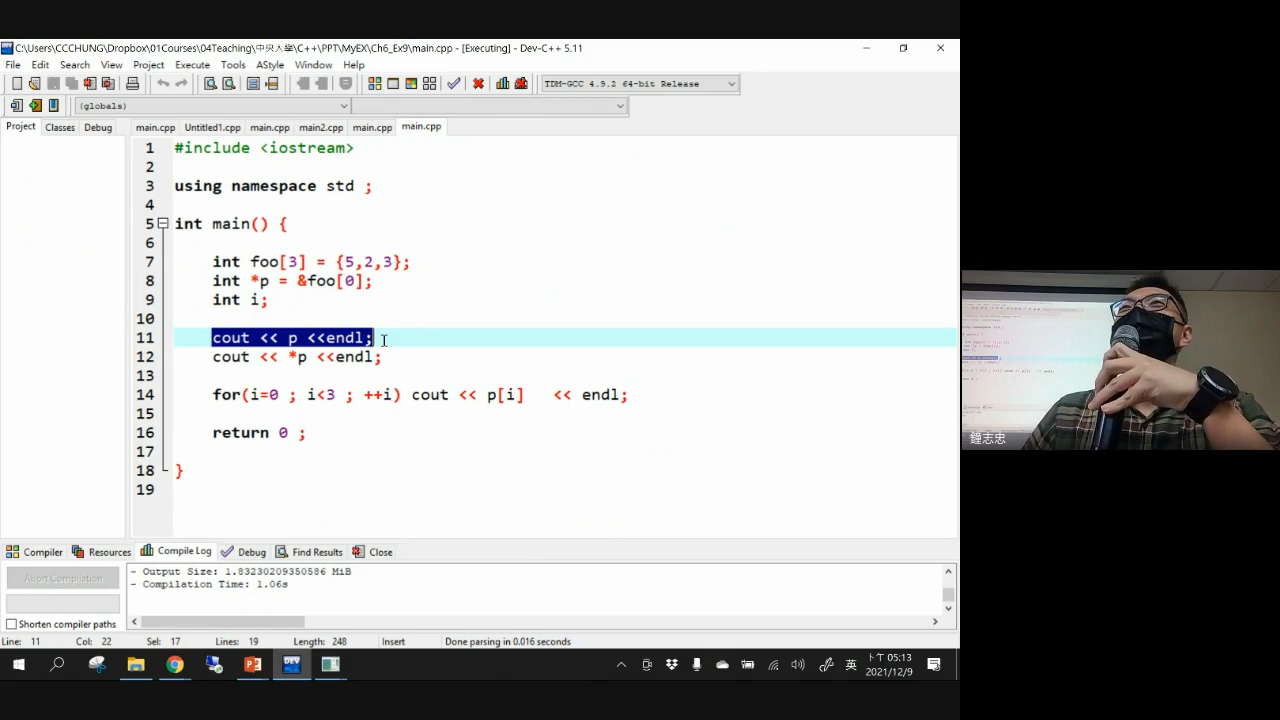 C:\Users\CCCHUNG\Dropbox\01Courses\04Teaching\中央大學\C++\PPT\MyEX\Ch6_Ex9\main.cpp - [Executing] - Dev-C++ 5.11
File Edit Search View Project Execute Tools AStyle Window Help
TDM-GCC 4.9.2 64-bit Release
(globals)
Project Classes Debug
main.cpp Untitled1.cpp main.cpp main2.cpp main.cpp main.cpp
1 #include <iostream>
2
3 using namespace std ;
4
5 int main() {
6
7 int foo[3] = {5,2,3};
8 int *p = &foo[0];
9 int i;
10
11 cout << p <<endl;
12 cout << *p <<endl;
13
14 for(i=0 ; i<3 ; ++i) cout << p[i] << endl;
15
16 return 0 ;
17
18 }
19
鐘志忠
Compiler Resources Compile Log Debug Find Results Close
Abort Compilation
Shorten compiler paths
- Output Size: 1.83230209350586 MiB
- Compilation Time: 1.06s
Line: 11 Col: 22 Sel: 17 Lines: 19 Length: 248 Insert Done parsing in 0.016 seconds
DEV
英
下午 05:13
2021/12/9